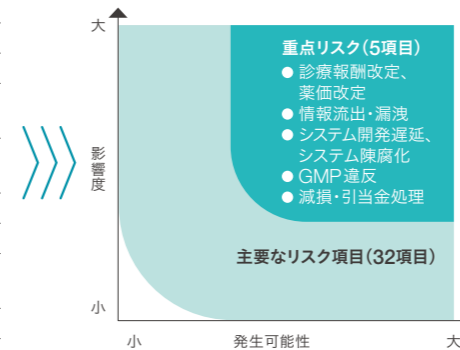 大
重点リスク(5項目)
● 診療報酬改定、
薬価改定
● 情報流出・漏洩
● システム開発遅延、
システム陳腐化
● GMP違反
● 減損・引当金処理
影響度
主要なリスク項目(32項目)
小
小
発生可能性
大